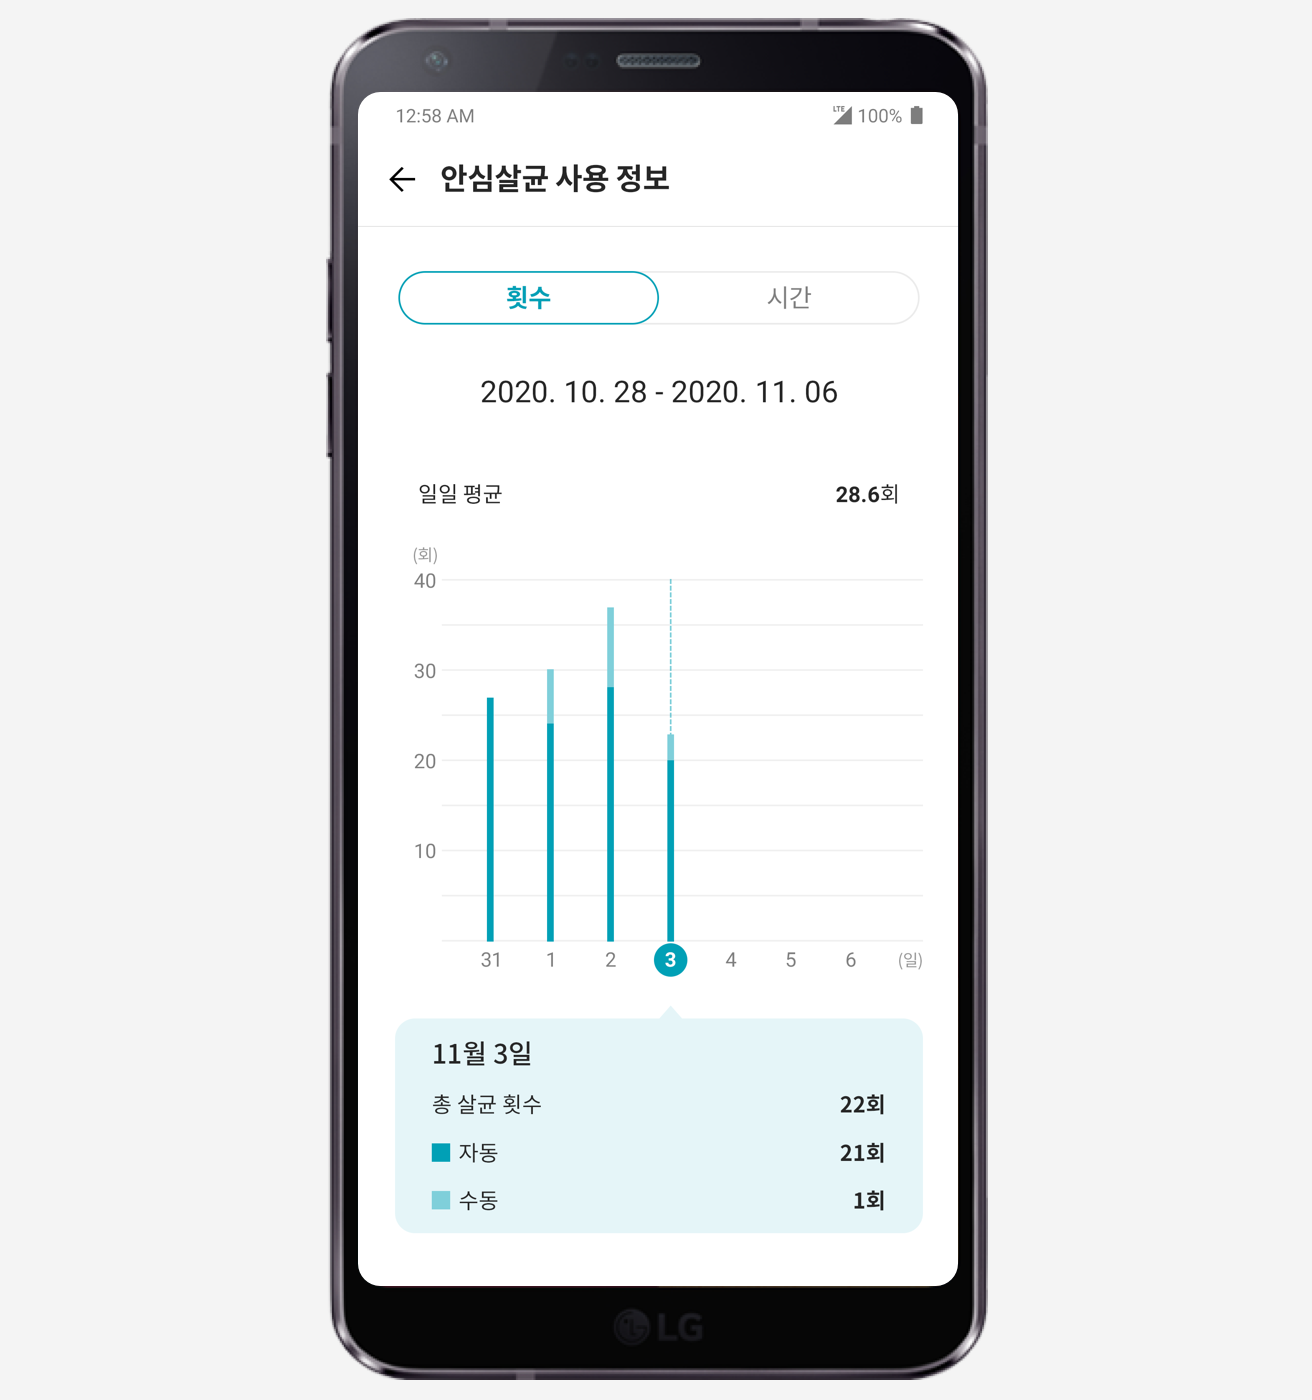 12:58 AM LTE 100%
안심살균 사용 정보
횟수 시간
2020. 10. 28 - 2020. 11. 06
일일 평균 28.6회
(회)
40
30
20
10
31 1 2 3 4 5 6 (일)
11월 3일
총 살균 횟수 22회
자동 21회
수동 1회
LG